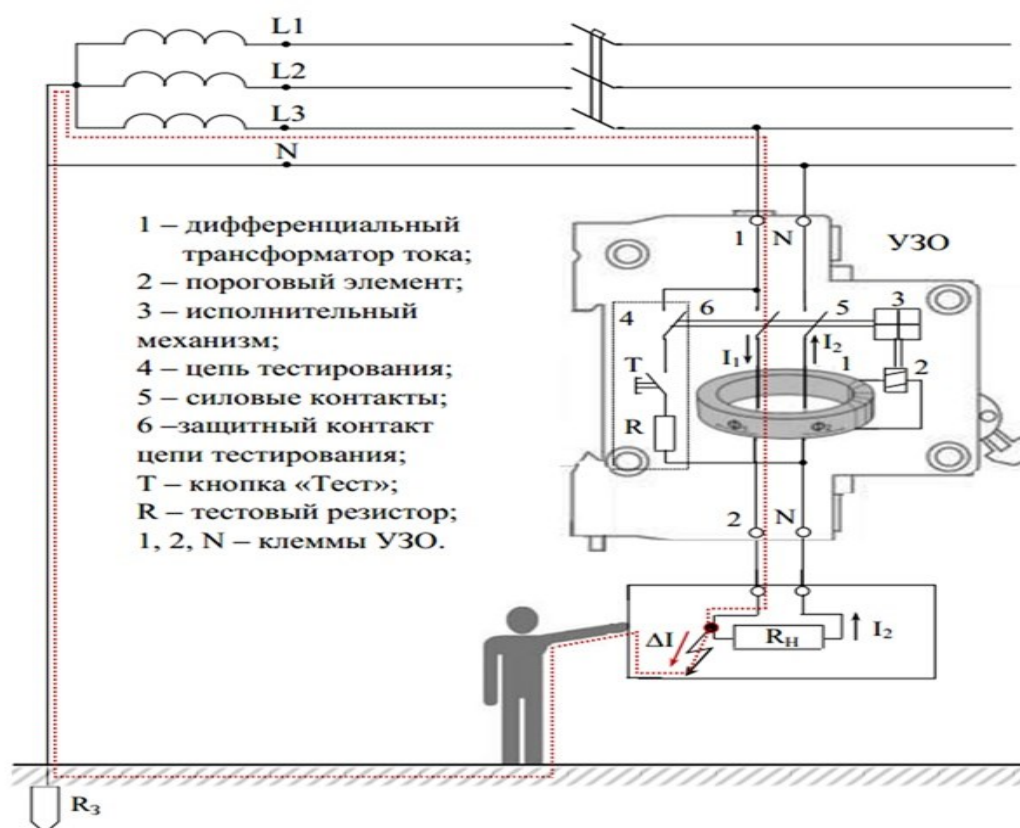 L1
L2
L3
N
1 – дифференциальный
трансформатор тока;
2 – пороговый элемент;
3 – исполнительный
механизм;
4 – цепь тестирования;
5 – силовые контакты;
6 –защитный контакт
цепи тестирования;
Т – кнопка «Тест»;
R – тестовый резистор;
1, 2, N – клеммы УЗО.
1 N
УЗО
4 6 5 3
I₁ I₂ 1 2
T
R
2 N
ΔI Rн I₂
R₃